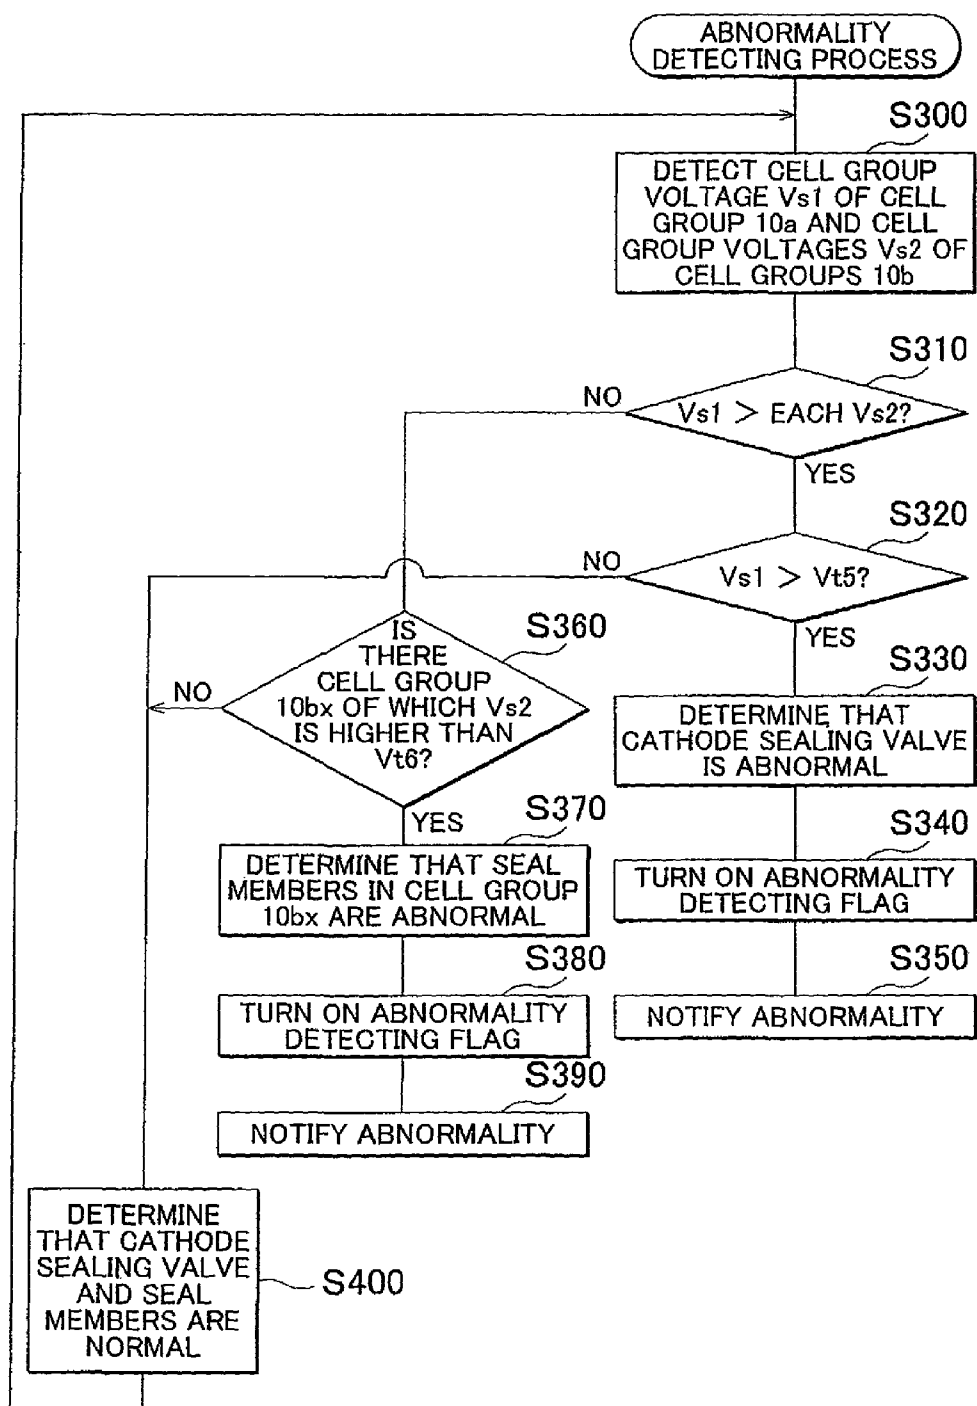 ABNORMALITY
DETECTING PROCESS
S300
DETECT CELL GROUP
VOLTAGE Vs1 OF CELL
GROUP 10a AND CELL
GROUP VOLTAGES Vs2 OF
CELL GROUPS 10b
S310
NO
Vs1 > EACH Vs2?
YES
S320
NO
Vs1 > Vt5?
YES
S360
IS
THERE
CELL GROUP
10bx OF WHICH Vs2
IS HIGHER THAN
Vt6?
NO
YES
S330
DETERMINE THAT
CATHODE SEALING VALVE
IS ABNORMAL
S370
DETERMINE THAT SEAL
MEMBERS IN CELL GROUP
10bx ARE ABNORMAL
S340
TURN ON ABNORMALITY
DETECTING FLAG
S380
TURN ON ABNORMALITY
DETECTING FLAG
S350
NOTIFY ABNORMALITY
S390
NOTIFY ABNORMALITY
DETERMINE
THAT CATHODE
SEALING VALVE
AND SEAL
MEMBERS ARE
NORMAL
S400